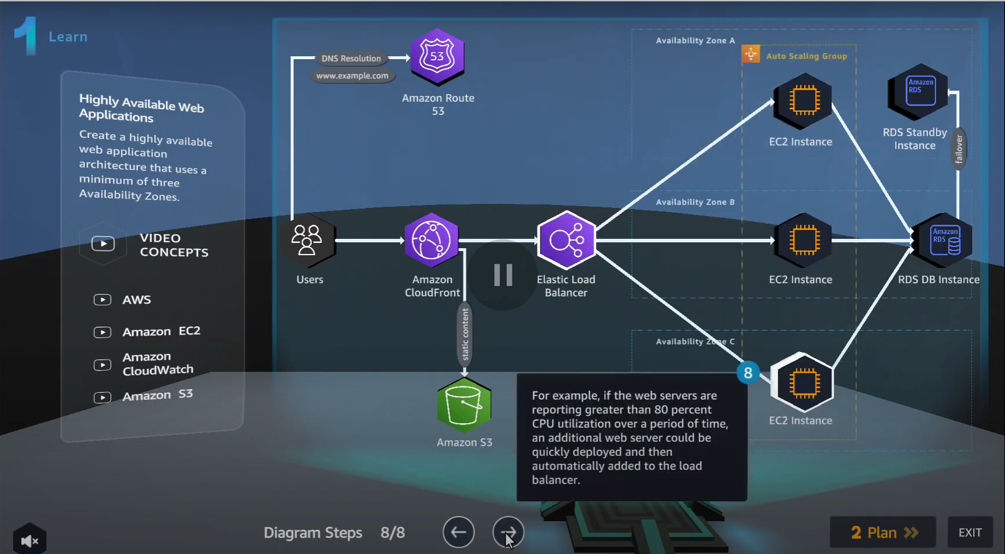 1 Learn
Highly Available Web
Applications
Create a highly available
web application
architecture that uses a
minimum of three
Availability Zones.
VIDEO
CONCEPTS
AWS
Amazon EC2
Amazon
CloudWatch
Amazon S3
DNS Resolution
www.example.com
53
Amazon Route
53
Users
Amazon
CloudFront
static content
Amazon S3
Elastic Load
Balancer
Availability Zone A
Auto Scaling Group
EC2 Instance
Amazon
RDS
RDS Standby
Instance
failover
Availability Zone B
EC2 Instance
Amazon
RDS
RDS DB Instance
Availability Zone C
EC2 Instance
8
For example, if the web servers are
reporting greater than 80 percent
CPU utilization over a period of time,
an additional web server could be
quickly deployed and then
automatically added to the load
balancer.
Diagram Steps 8/8
2 Plan
EXIT